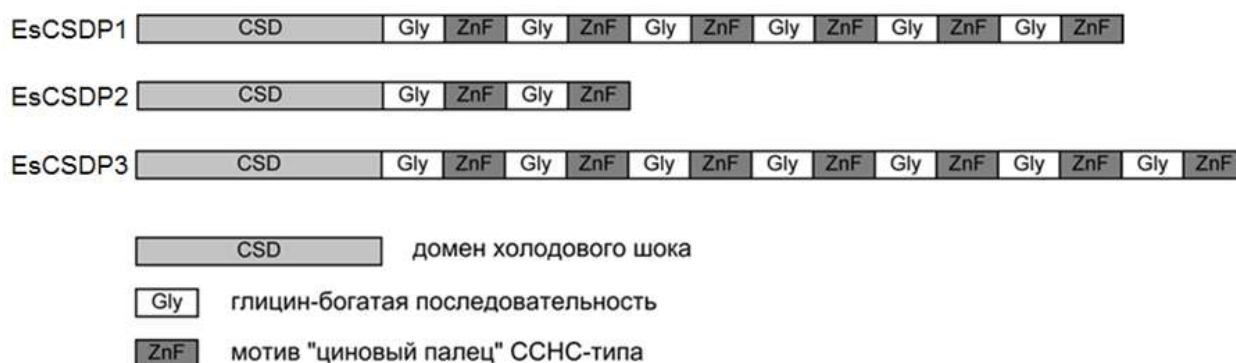 EsCSDP1 CSD Gly ZnF Gly ZnF Gly ZnF Gly ZnF Gly ZnF Gly ZnF
EsCSDP2 CSD Gly ZnF Gly ZnF
EsCSDP3 CSD Gly ZnF Gly ZnF Gly ZnF Gly ZnF Gly ZnF Gly ZnF Gly ZnF
CSD домен холодового шока
Gly глицин-богатая последовательность
ZnF мотив "циновый палец" ССНС-типа